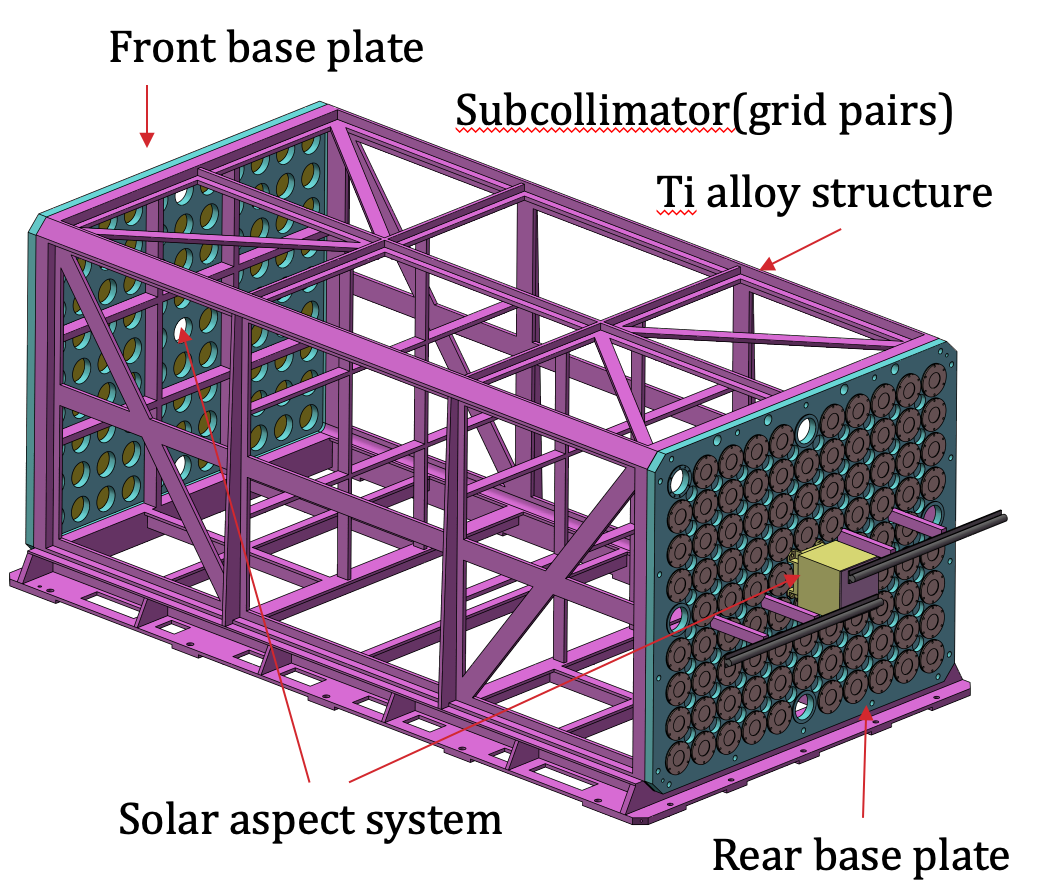 Front base plate
Subcollimator(grid pairs)
Ti alloy structure
Solar aspect system
Rear base plate